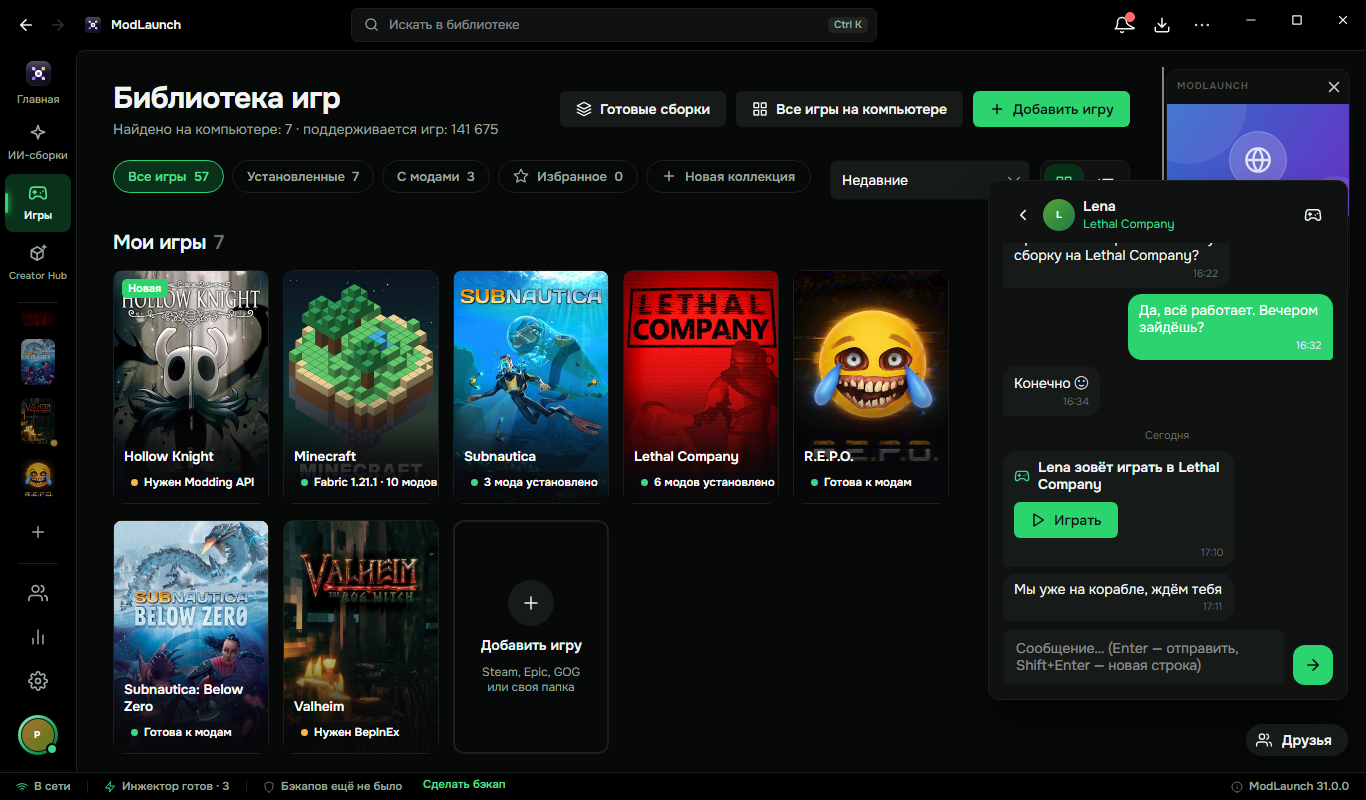 ModLaunch
Искать в библиотеке
Ctrl K
Главная
ИИ-сборки
Игры
Creator Hub
Библиотека игр
Найдено на компьютере: 7 · поддерживается игр: 141 675
Готовые сборки
Все игры на компьютере
Добавить игру
MODLAUNCH
Все игры 57
Установленные 7
С модами 3
Избранное 0
Новая коллекция
Недавние
Мои игры 7
Новая
HOLLOW KNIGHT
Hollow Knight
Нужен Modding API
MINECRAFT
Minecraft
Fabric 1.21.1 · 10 модов
SUBNAUTICA
Subnautica
3 мода установлено
LETHAL
COMPANY
Lethal Company
6 модов установлено
R.E.P.O.
R.E.P.O.
Готова к модам
SUBNAUTICA
BELOW ZERO
Subnautica: Below
Zero
Готова к модам
VALHEIM
THE BOG WITCH
Valheim
Нужен BepInEx
Добавить игру
Steam, Epic, GOG
или своя папка
L
Lena
Lethal Company
сборку на Lethal Company?
16:22
Да, всё работает. Вечером
зайдёшь?
16:32
Конечно
16:34
Сегодня
Lena зовёт играть в Lethal
Company
Играть
17:10
Мы уже на корабле, ждём тебя
17:11
Сообщение... (Enter — отправить,
Shift+Enter — новая строка)
Друзья
P
В сети
Инжектор готов · 3
Бэкапов ещё не было
Сделать бэкап
ModLaunch 31.0.0